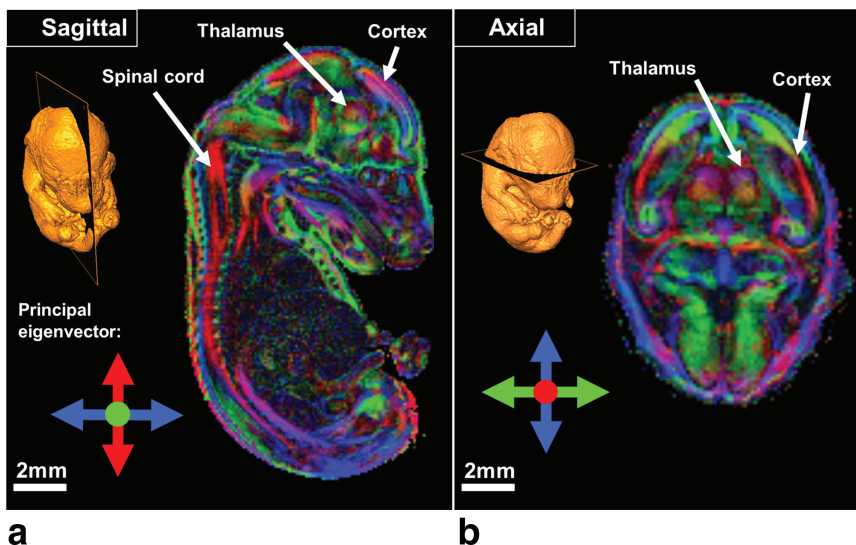 Sagittal
Thalamus
Cortex
Spinal cord
Principal
eigenvector:
2mm
a
Axial
Thalamus
Cortex
2mm
b